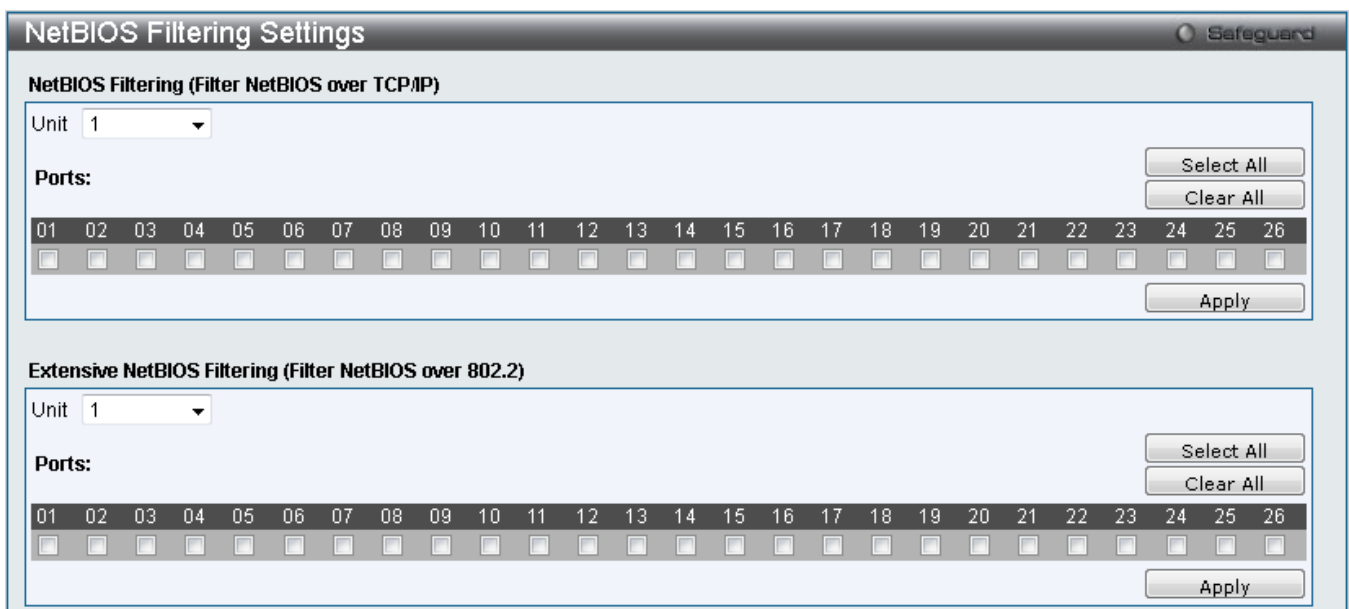 NetBIOS Filtering Settings Safeguard
NetBIOS Filtering (Filter NetBIOS over TCP/IP)
Unit 1
Select All
Ports:
Clear All
01 02 03 04 05 06 07 08 09 10 11 12 13 14 15 16 17 18 19 20 21 22 23 24 25 26
Apply
Extensive NetBIOS Filtering (Filter NetBIOS over 802.2)
Unit 1
Select All
Ports:
Clear All
01 02 03 04 05 06 07 08 09 10 11 12 13 14 15 16 17 18 19 20 21 22 23 24 25 26
Apply